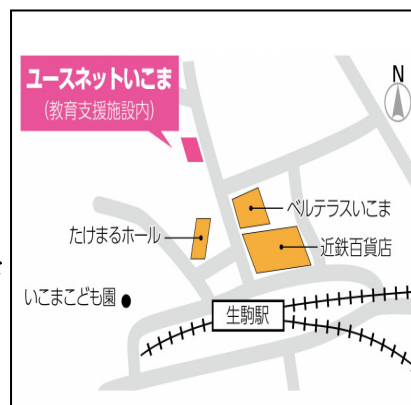 ユースネットいこま
(教育支援施設内)
N
ベルテラスいこま
たけまるホール
近鉄百貨店
いこまこども園
生駒駅